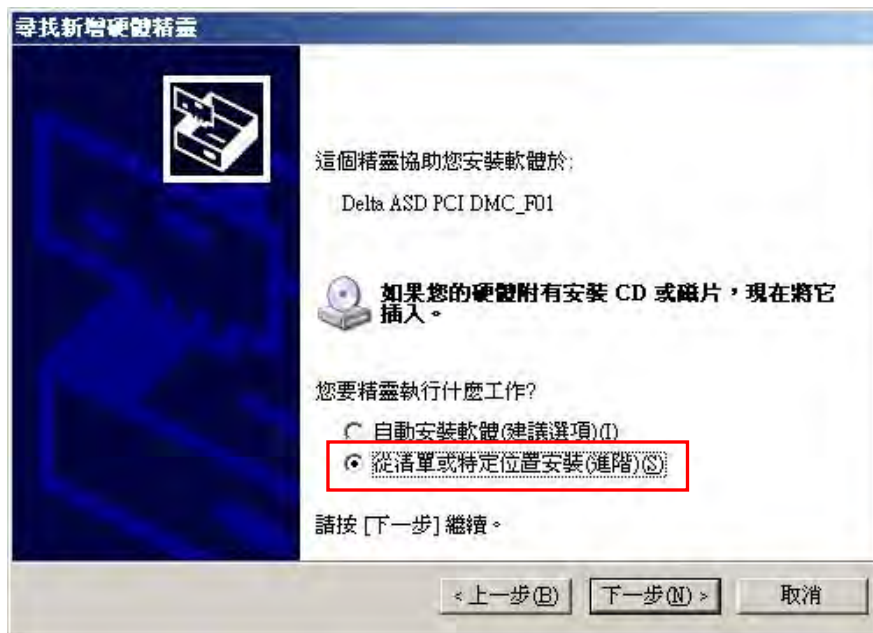 尋找新增硬體精靈
這個精靈協助您安裝軟體於:
Delta ASD PCI DMC_F01
如果您的硬體附有安裝 CD 或磁片，現在將它
插入。
您要精靈執行什麼工作?
自動安裝軟體(建議選項)(I)
從清單或特定位置安裝(進階)(S)
請按 [下一步] 繼續。
<上一步(B) 下一步(N)> 取消